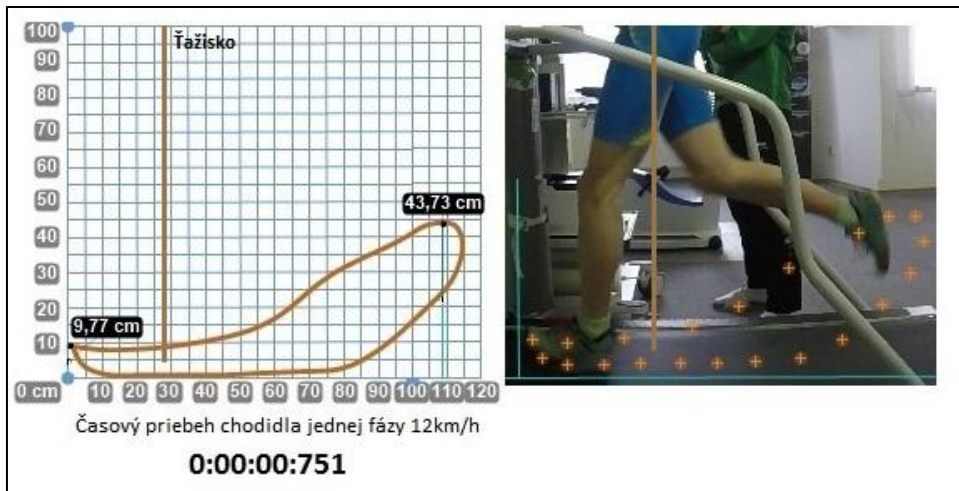 100
Ťažisko
90
80
70
60
50
43,73 cm
40
30
20
9,77 cm
10
0 cm 10 20 30 40 50 60 70 80 90 100 110 120
Časový priebeh chodidla jednej fázy 12km/h
0:00:00:751